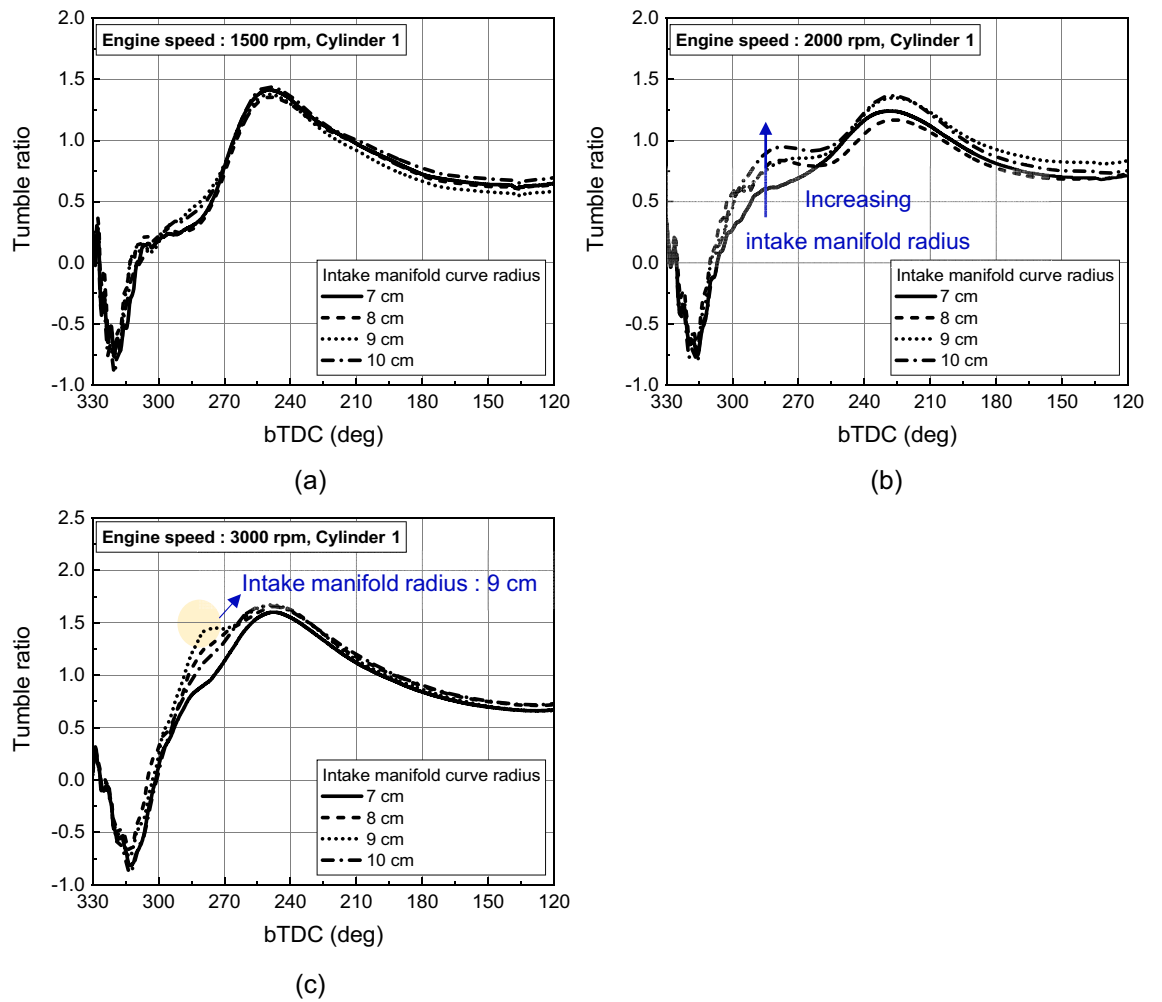 Engine speed : 1500 rpm, Cylinder 1
Tumble ratio
2.0
1.5
1.0
0.5
0.0
-0.5
-1.0
Intake manifold curve radius
7 cm
8 cm
9 cm
10 cm
330 300 270 240 210 180 150 120
bTDC (deg)
(a)
Engine speed : 2000 rpm, Cylinder 1
Tumble ratio
2.0
1.5
1.0
0.5
0.0
-0.5
-1.0
Increasing
intake manifold radius
Intake manifold curve radius
7 cm
8 cm
9 cm
10 cm
330 300 270 240 210 180 150 120
bTDC (deg)
(b)
Engine speed : 3000 rpm, Cylinder 1
Tumble ratio
2.5
2.0
1.5
1.0
0.5
0.0
-0.5
-1.0
Intake manifold radius : 9 cm
Intake manifold curve radius
7 cm
8 cm
9 cm
10 cm
330 300 270 240 210 180 150 120
bTDC (deg)
(c)